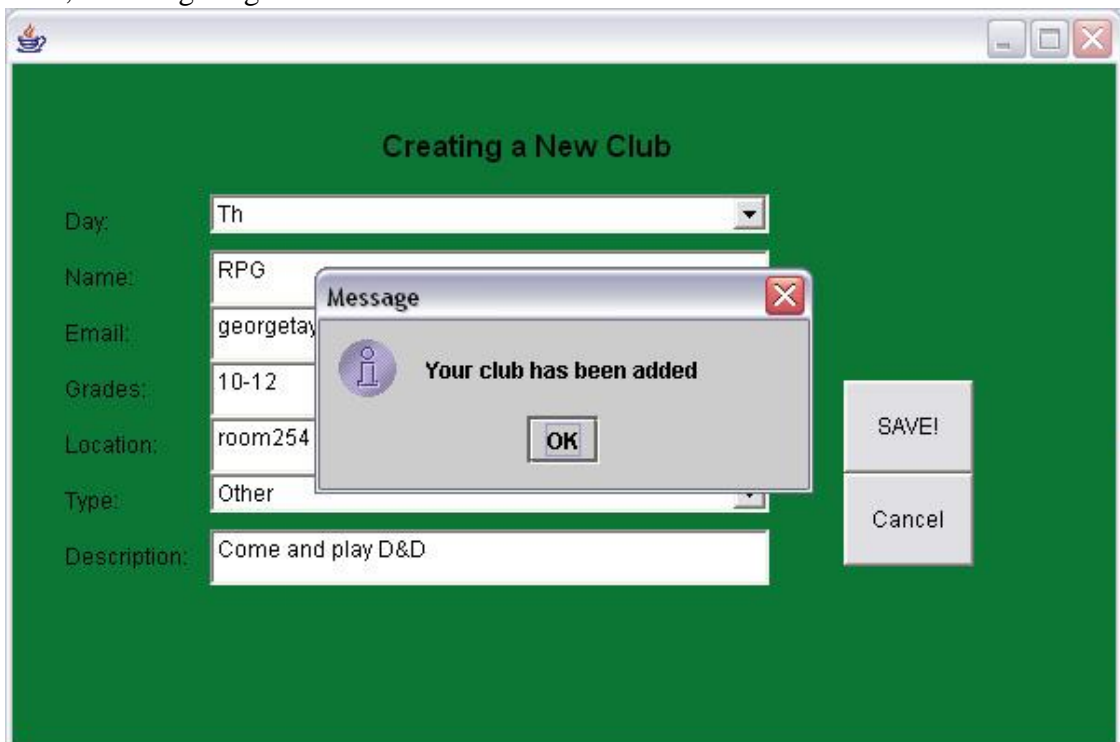 Creating a New Club
Day: Th
Name: RPG
Message
Email: georgetay
Your club has been added
Grades: 10-12
OK
Location: room254
SAVE!
Type: Other
Cancel
Description: Come and play D&D